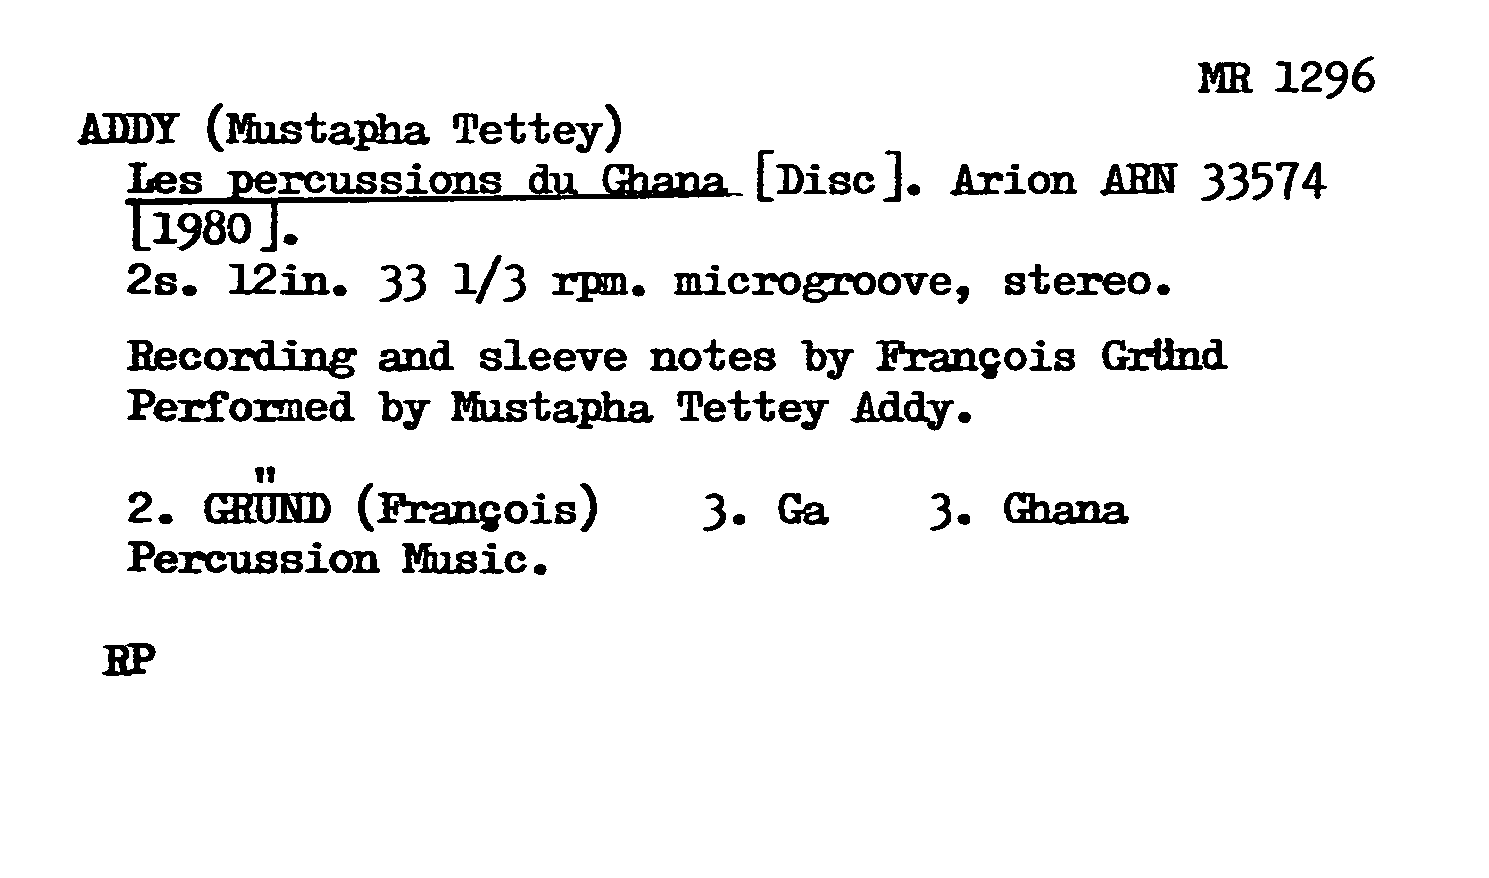 MR 1296
ADDY (Mustapha Tettey)
Les percussions du Ghana [Disc]. Arion ARN 33574
[1980].
2s. 12in. 33 1/3 rpm. microgroove, stereo.
Recording and sleeve notes by François Gründ
Performed by Mustapha Tettey Addy.
2. GRÜND (François) 3. Ga 3. Ghana
Percussion Music.
RP